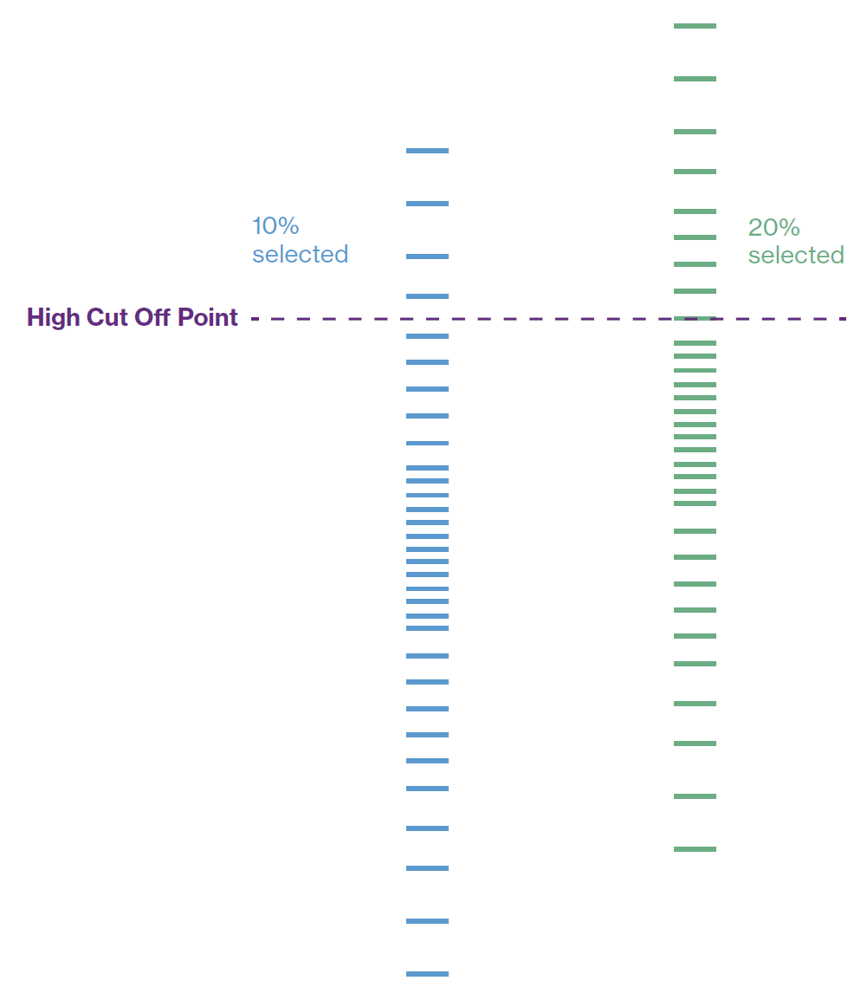 10%
selected
20%
selected
High Cut Off Point